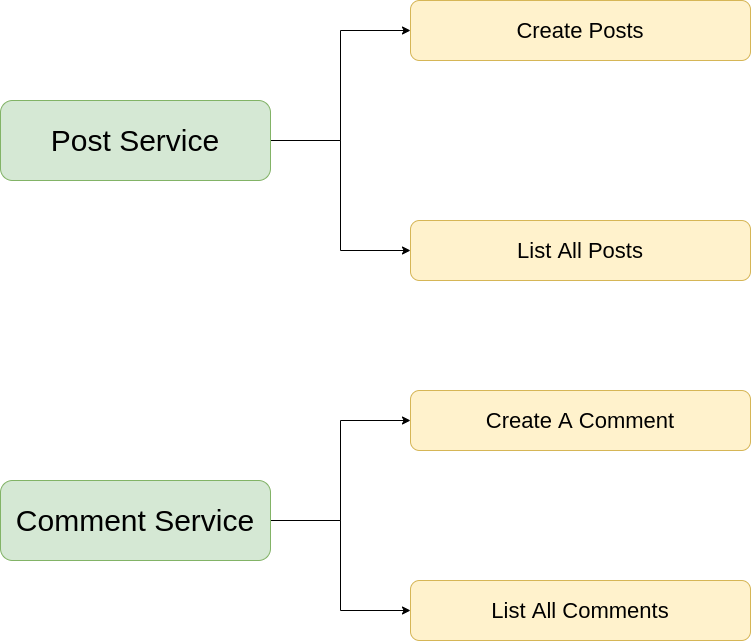 Create Posts
Post Service
List All Posts
Create A Comment
Comment Service
List All Comments